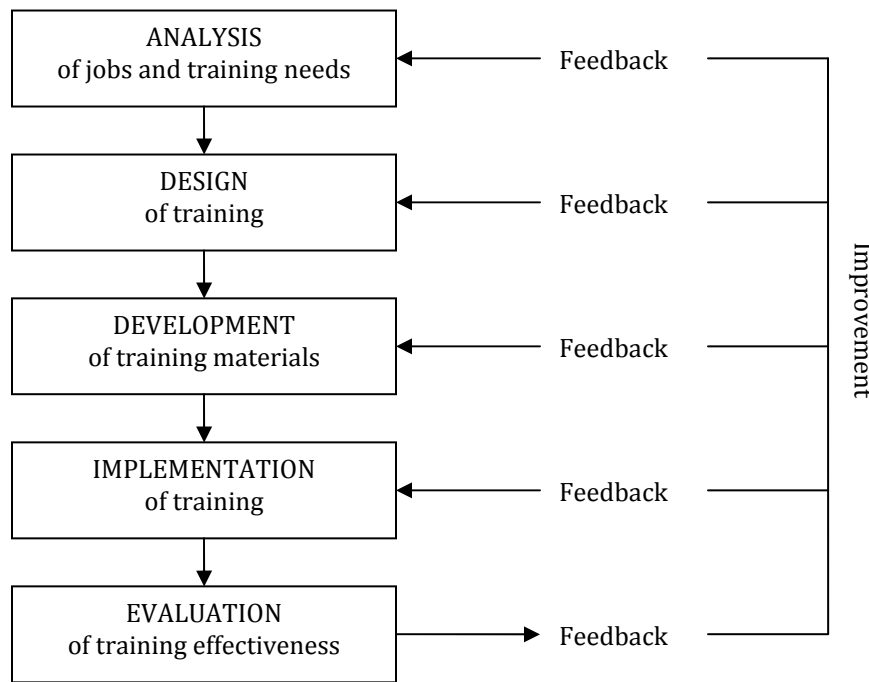 ANALYSIS
of jobs and training needs
Feedback
DESIGN
of training
Feedback
DEVELOPMENT
of training materials
Feedback
IMPLEMENTATION
of training
Feedback
EVALUATION
of training effectiveness
Feedback
Improvement